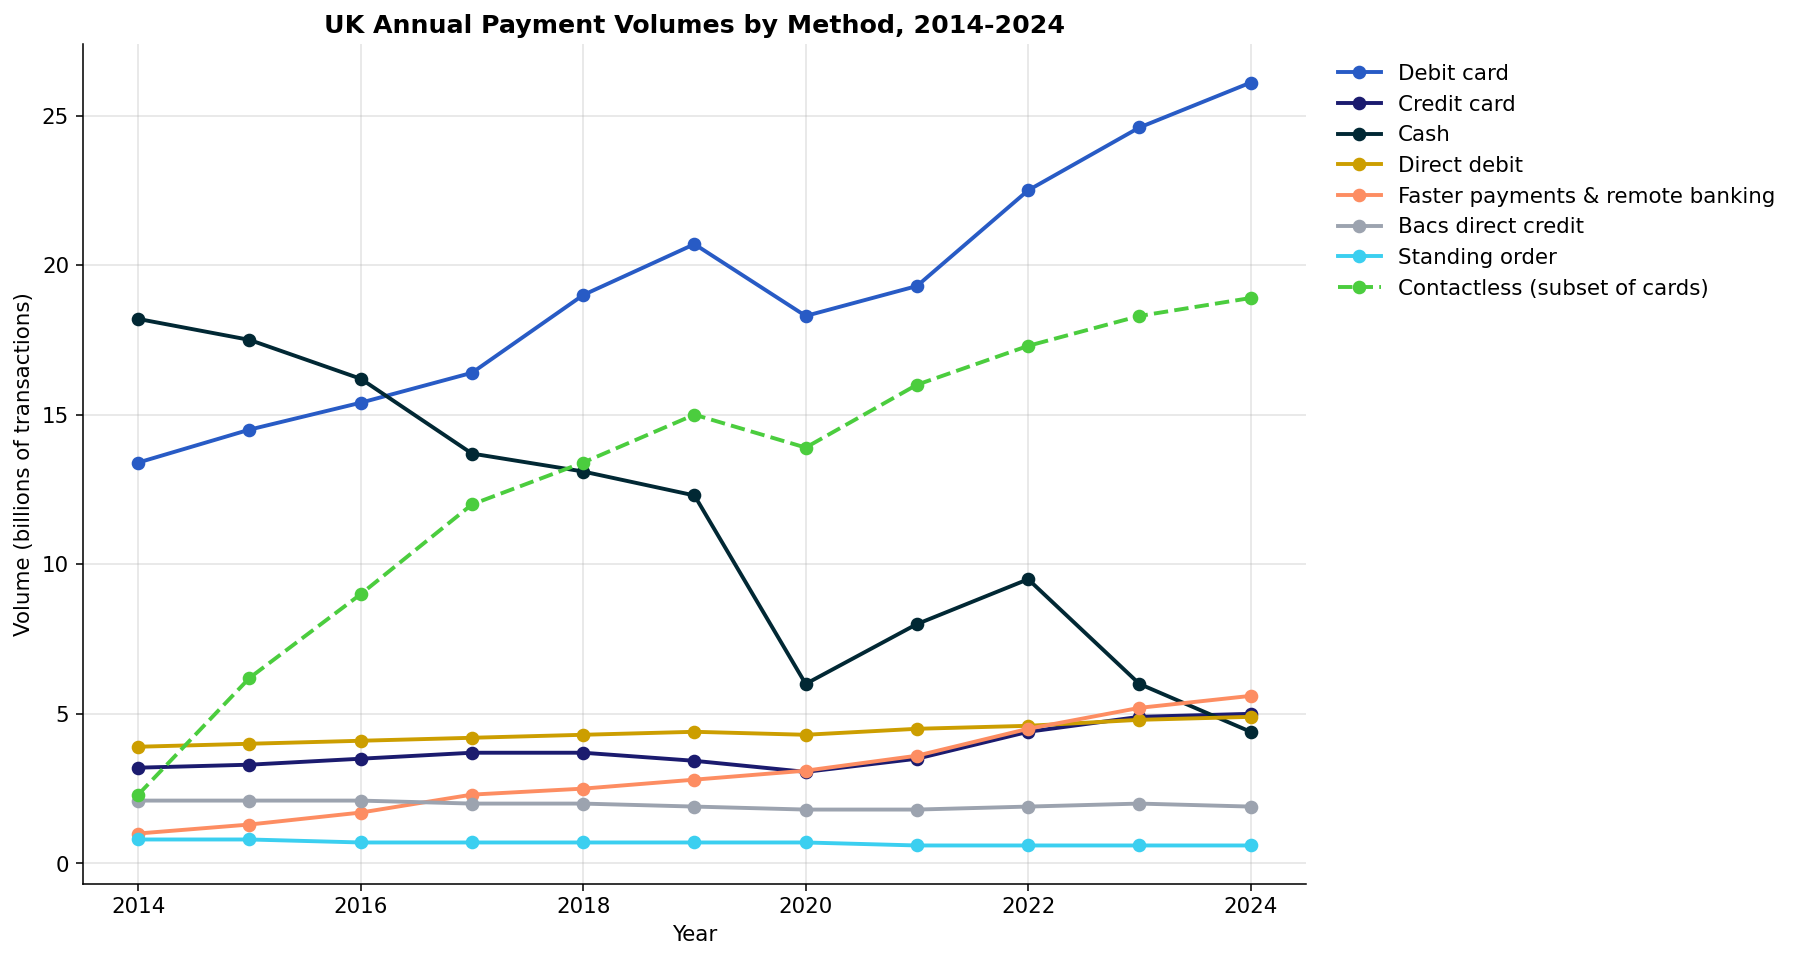 UK Annual Payment Volumes by Method, 2014-2024
Volume (billions of transactions)
25
20
15
10
5
0
2014 2016 2018 2020 2022 2024
Year
Debit card
Credit card
Cash
Direct debit
Faster payments & remote banking
Bacs direct credit
Standing order
Contactless (subset of cards)